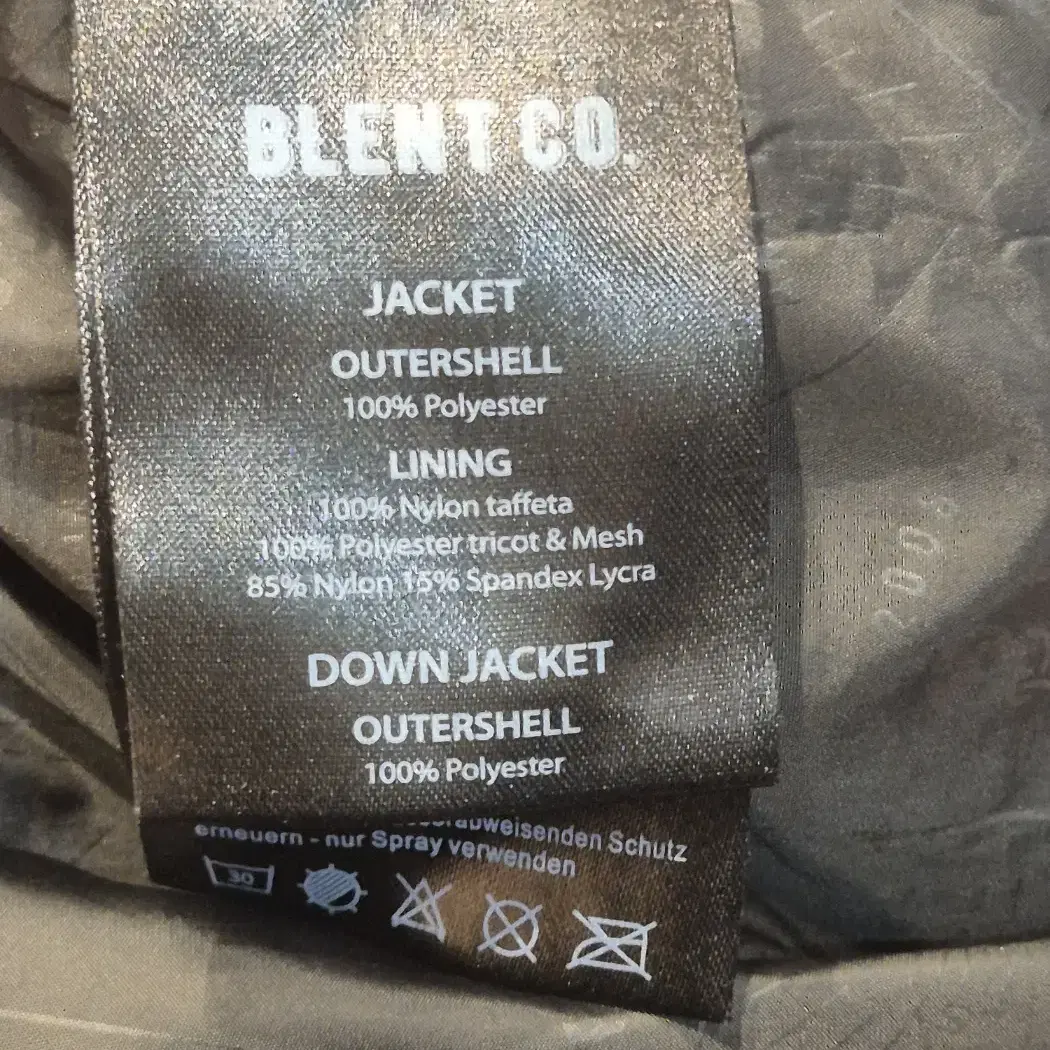 BLENT CO.
JACKET
OUTERSHELL
100% Polyester
LINING
100% Nylon taffeta
100% Polyester tricot & Mesh
85% Nylon 15% Spandex Lycra
DOWN JACKET
OUTERSHELL
100% Polyester
Schutz
erneuern - nur Spray verwenden
30